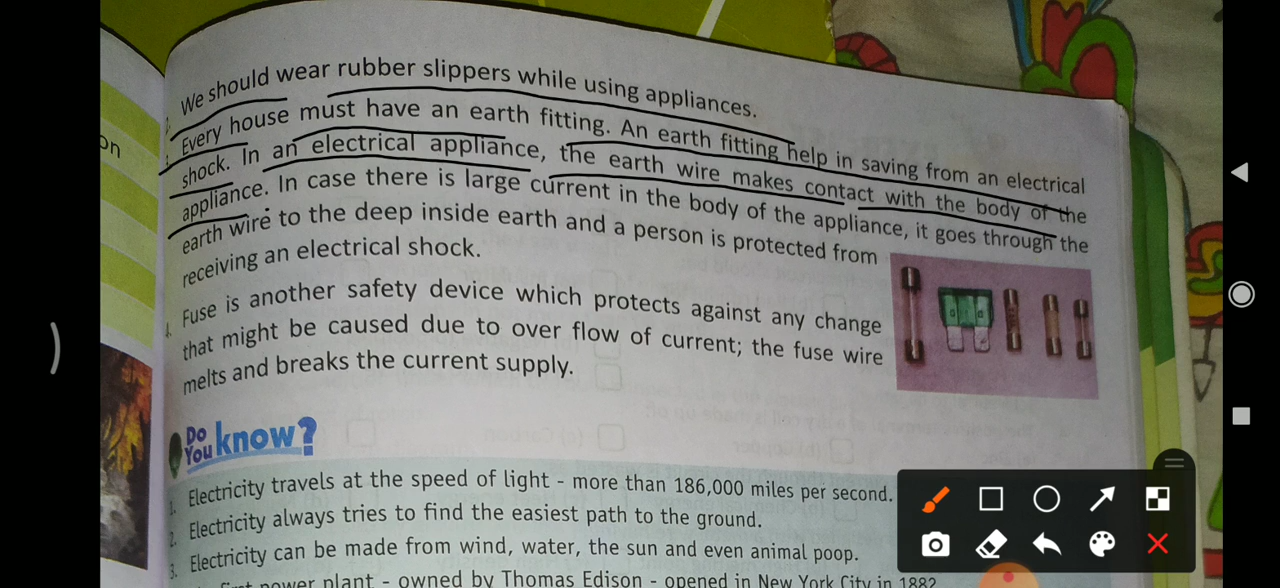 on
2. We should wear rubber slippers while using appliances.
3. Every house must have an earth fitting. An earth fitting help in saving from an electrical
shock. In an electrical appliance, the earth wire makes contact with the body of the
appliance. In case there is large current in the body of the appliance, it goes through the
earth wire to the deep inside earth and a person is protected from
receiving an electrical shock.
4. Fuse is another safety device which protects against any change
that might be caused due to over flow of current; the fuse wire
melts and breaks the current supply.
Do You know?
1. Electricity travels at the speed of light - more than 186,000 miles per second.
2. Electricity always tries to find the easiest path to the ground.
3. Electricity can be made from wind, water, the sun and even animal poop.
first power plant - owned by Thomas Edison - opened in New York City in 1882